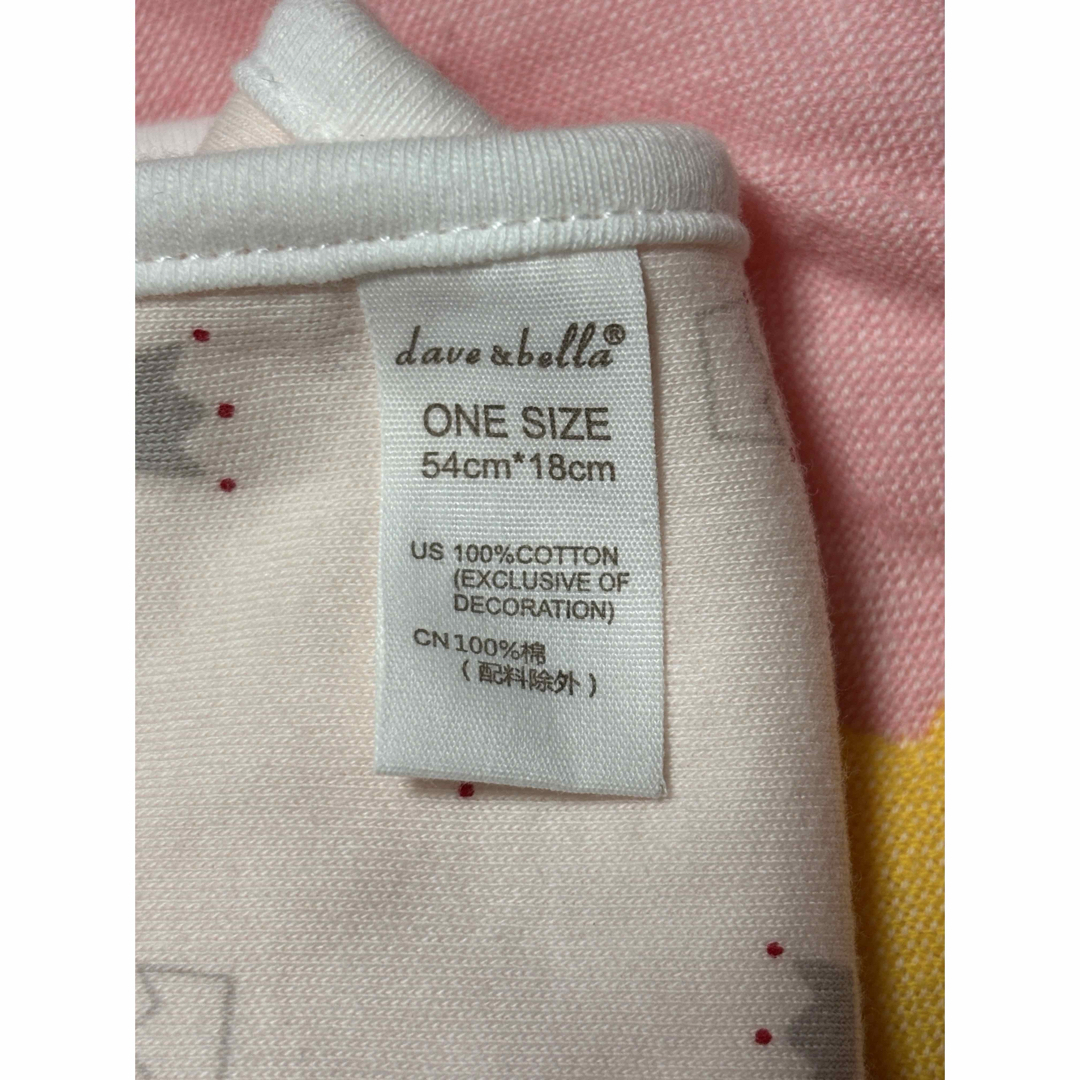 dave&bella®
ONE SIZE
54cm*18cm
US 100%COTTON
(EXCLUSIVE OF
DECORATION)
CN 100%棉
(配料除外)